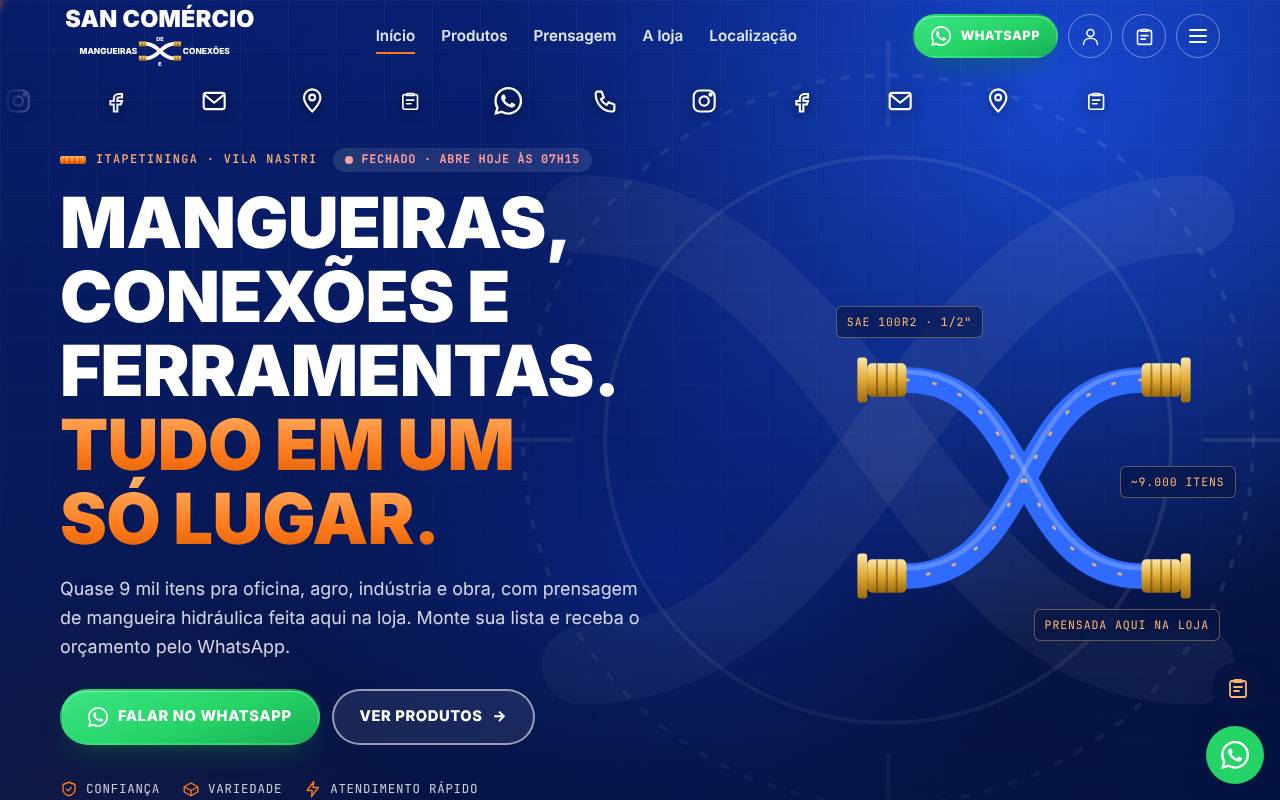 SAN COMÉRCIO
DE
MANGUEIRAS CONEXÕES
E
Início
Produtos
Prensagem
A loja
Localização
WHATSAPP
ITAPETININGA · VILA NASTRI
FECHADO · ABRE HOJE ÀS 07H15
MANGUEIRAS,
CONEXÕES E
FERRAMENTAS.
TUDO EM UM
SÓ LUGAR.
SAE 100R2 · 1/2"
~9.000 ITENS
PRENSADA AQUI NA LOJA
Quase 9 mil itens pra oficina, agro, indústria e obra, com prensagem
de mangueira hidráulica feita aqui na loja. Monte sua lista e receba o
orçamento pelo WhatsApp.
FALAR NO WHATSAPP
VER PRODUTOS →
CONFIANÇA
VARIEDADE
ATENDIMENTO RÁPIDO